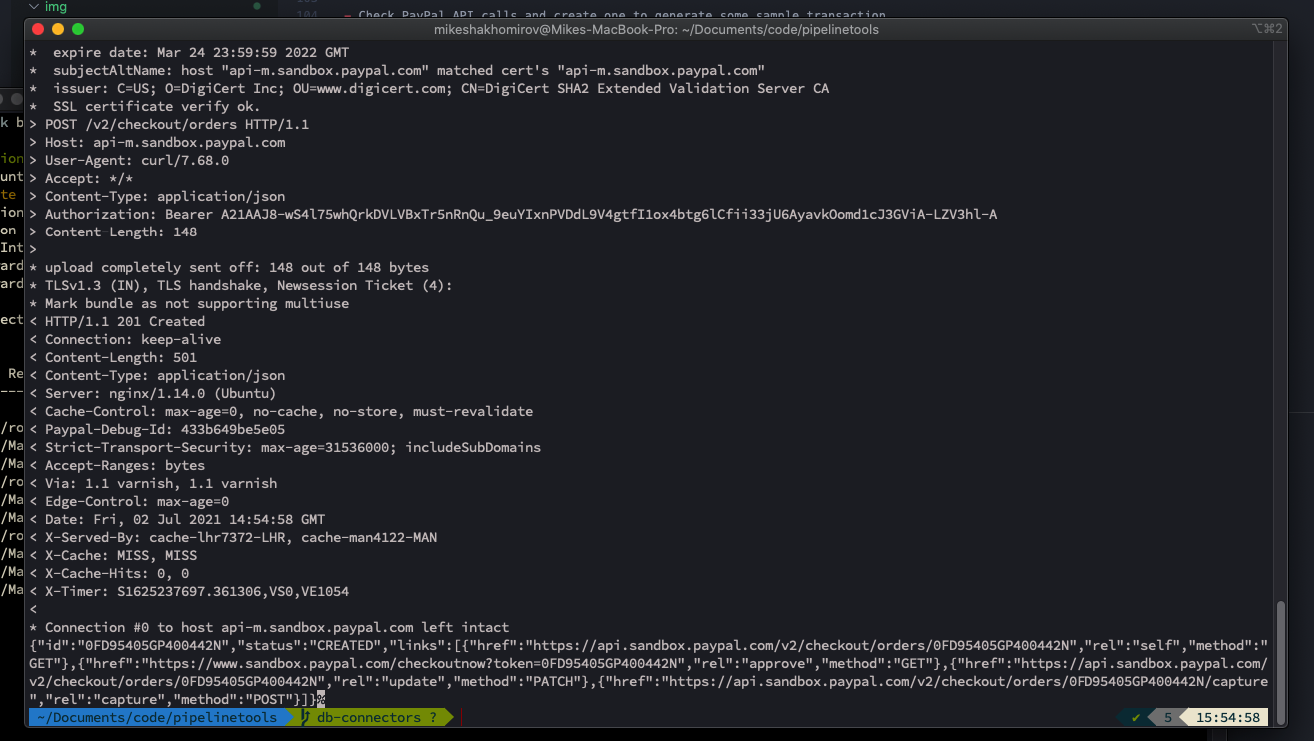 img
104
- Check PayPal API calls and create one to generate some sample transaction
mikeshakhomirov@Mikes-MacBook-Pro: ~/Documents/code/pipelinetools
⌥⌘2
*  expire date: Mar 24 23:59:59 2022 GMT
*  subjectAltName: host "api-m.sandbox.paypal.com" matched cert's "api-m.sandbox.paypal.com"
*  issuer: C=US; O=DigiCert Inc; OU=www.digicert.com; CN=DigiCert SHA2 Extended Validation Server CA
*  SSL certificate verify ok.
> POST /v2/checkout/orders HTTP/1.1
> Host: api-m.sandbox.paypal.com
> User-Agent: curl/7.68.0
> Accept: */*
> Content-Type: application/json
> Authorization: Bearer A21AAJ8-wS4l75whQrkDVLVBxTr5nRnQu_9euYIxnPVDdL9V4gtfI1ox4btg6lCfii33jU6AyavkOomd1cJ3GViA-LZV3hl-A
> Content-Length: 148
>
* upload completely sent off: 148 out of 148 bytes
* TLSv1.3 (IN), TLS handshake, Newsession Ticket (4):
* Mark bundle as not supporting multiuse
< HTTP/1.1 201 Created
< Connection: keep-alive
< Content-Length: 501
< Content-Type: application/json
< Server: nginx/1.14.0 (Ubuntu)
< Cache-Control: max-age=0, no-cache, no-store, must-revalidate
< Paypal-Debug-Id: 433b649be5e05
< Strict-Transport-Security: max-age=31536000; includeSubDomains
< Accept-Ranges: bytes
< Via: 1.1 varnish, 1.1 varnish
< Edge-Control: max-age=0
< Date: Fri, 02 Jul 2021 14:54:58 GMT
< X-Served-By: cache-lhr7372-LHR, cache-man4122-MAN
< X-Cache: MISS, MISS
< X-Cache-Hits: 0, 0
< X-Timer: S1625237697.361306,VS0,VE1054
<
* Connection #0 to host api-m.sandbox.paypal.com left intact
{"id":"0FD95405GP400442N","status":"CREATED","links":[{"href":"https://api.sandbox.paypal.com/v2/checkout/orders/0FD95405GP400442N","rel":"self","method":"
GET"},{"href":"https://www.sandbox.paypal.com/checkoutnow?token=0FD95405GP400442N","rel":"approve","method":"GET"},{"href":"https://api.sandbox.paypal.com/
v2/checkout/orders/0FD95405GP400442N","rel":"update","method":"PATCH"},{"href":"https://api.sandbox.paypal.com/v2/checkout/orders/0FD95405GP400442N/capture
","rel":"capture","method":"POST"}]}%
~/Documents/code/pipelinetools
db-connectors ?
✔
5
15:54:58